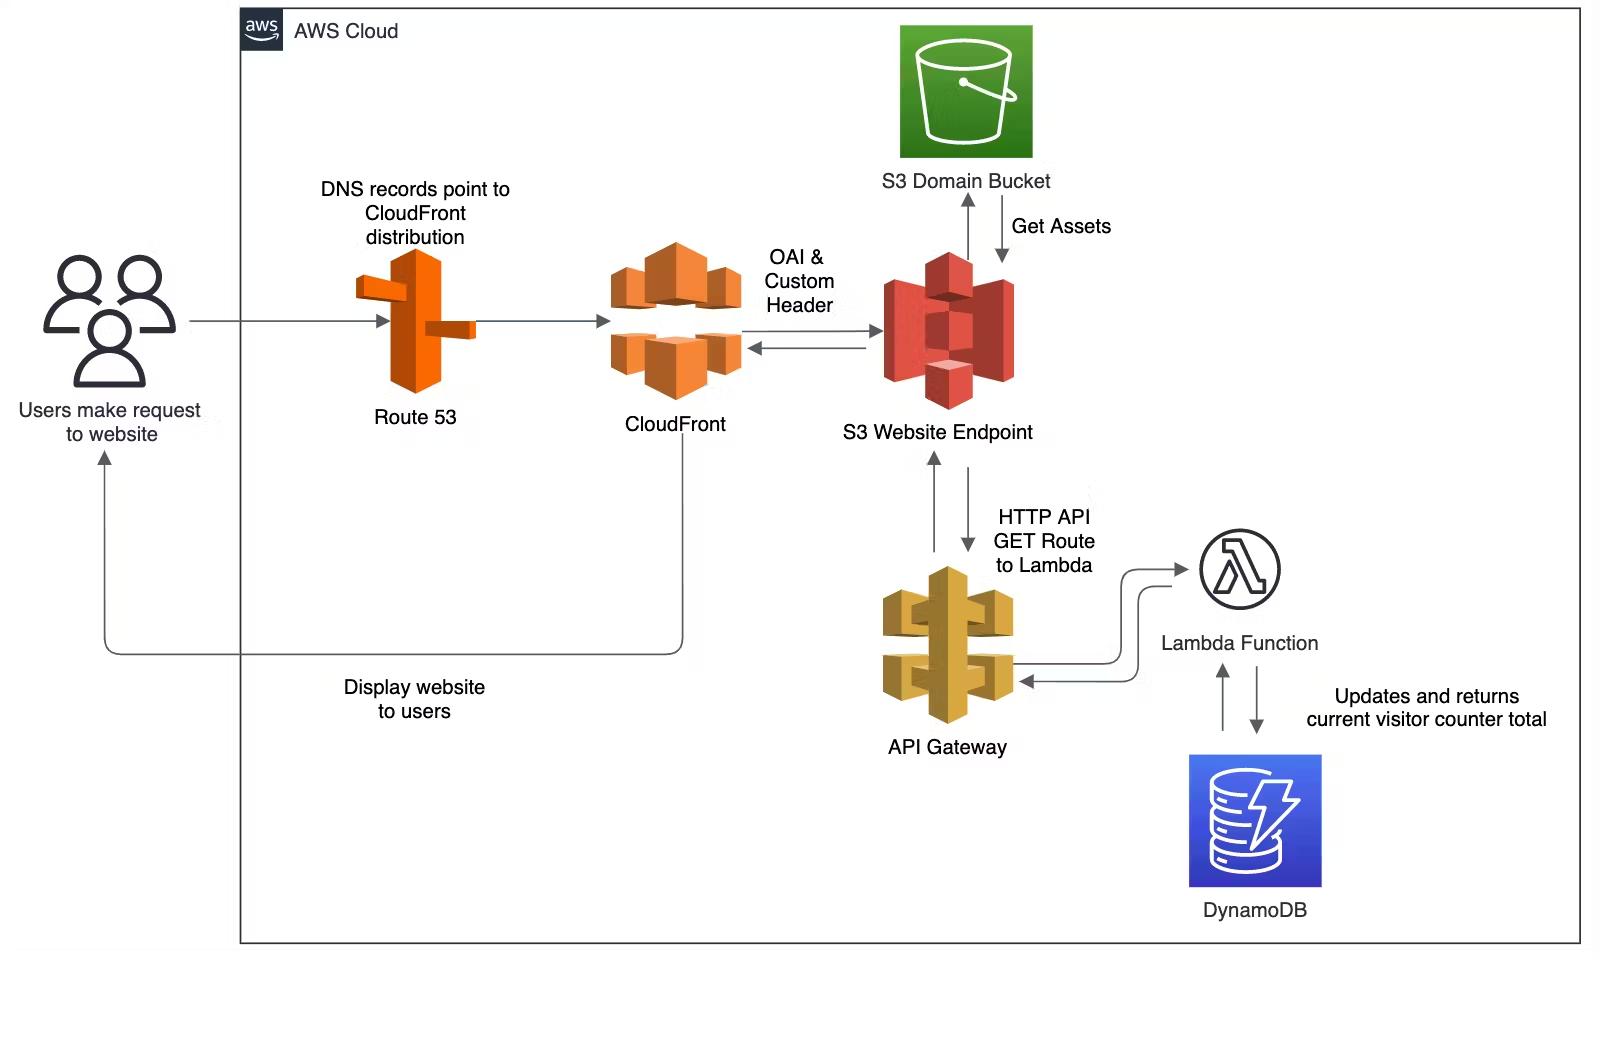 aws
AWS Cloud
S3 Domain Bucket
Get Assets
DNS records point to
CloudFront
distribution
OAI &
Custom
Header
Users make request
to website
Route 53
CloudFront
S3 Website Endpoint
HTTP API
GET Route
to Lambda
Lambda Function
Display website
to users
Updates and returns
current visitor counter total
API Gateway
DynamoDB